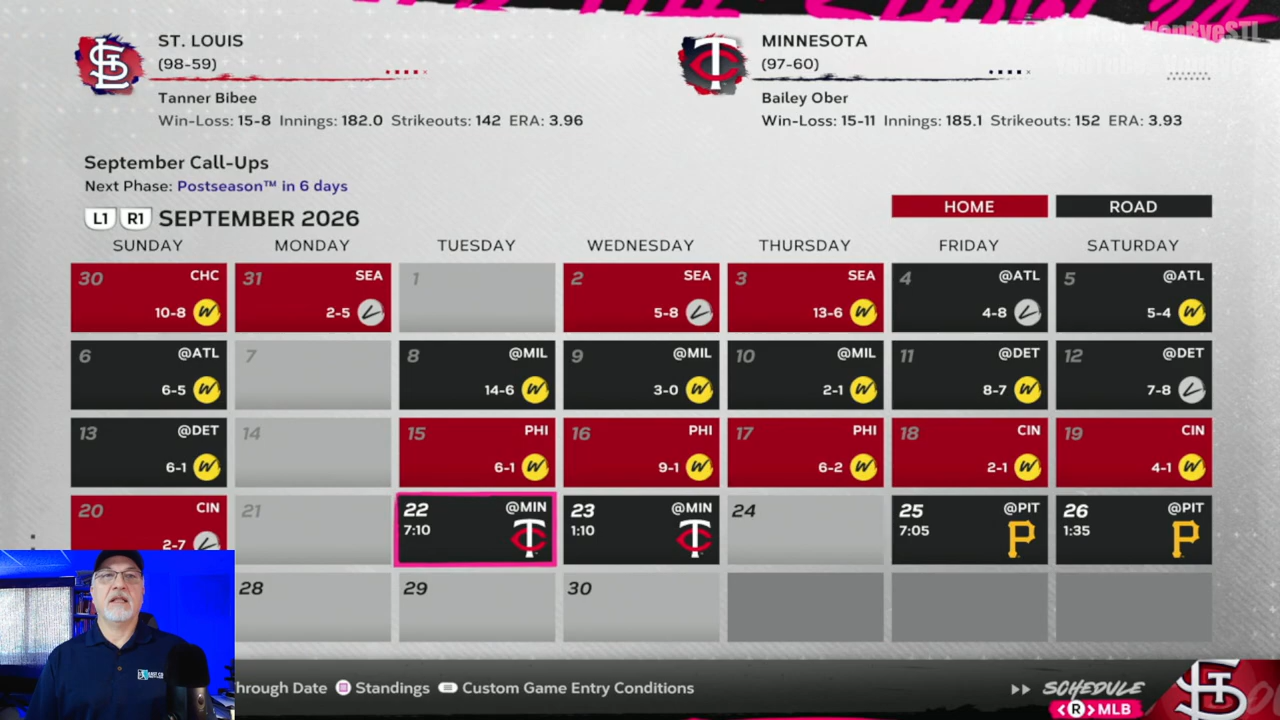 ST. LOUIS
(98-59)
Tanner Bibee
Win-Loss: 15-8 Innings: 182.0 Strikeouts: 142 ERA: 3.96
MINNESOTA
(97-60)
Bailey Ober
Win-Loss: 15-11 Innings: 185.1 Strikeouts: 152 ERA: 3.93
September Call-Ups
Next Phase: Postseason™ in 6 days
L1 R1 SEPTEMBER 2026
HOME ROAD
SUNDAY MONDAY TUESDAY WEDNESDAY THURSDAY FRIDAY SATURDAY
30 CHC 31 SEA 1 2 SEA 3 SEA 4 @ATL 5 @ATL
10-8 W 2-5 L 5-8 L 13-6 W 4-8 L 5-4 W
6 @ATL 7 8 @MIL 9 @MIL 10 @MIL 11 @DET 12 @DET
6-5 W 14-6 W 3-0 W 2-1 W 8-7 W 7-8 L
13 @DET 14 15 PHI 16 PHI 17 PHI 18 CIN 19 CIN
6-1 W 6-1 W 9-1 W 6-2 W 2-1 W 4-1 W
20 CIN 21 22 @MIN 23 @MIN 24 25 @PIT 26 @PIT
2-7 L 7:10 1:10 7:05 1:35
28 29 30
hrough Date Standings Custom Game Entry Conditions
SCHEDULE
R MLB